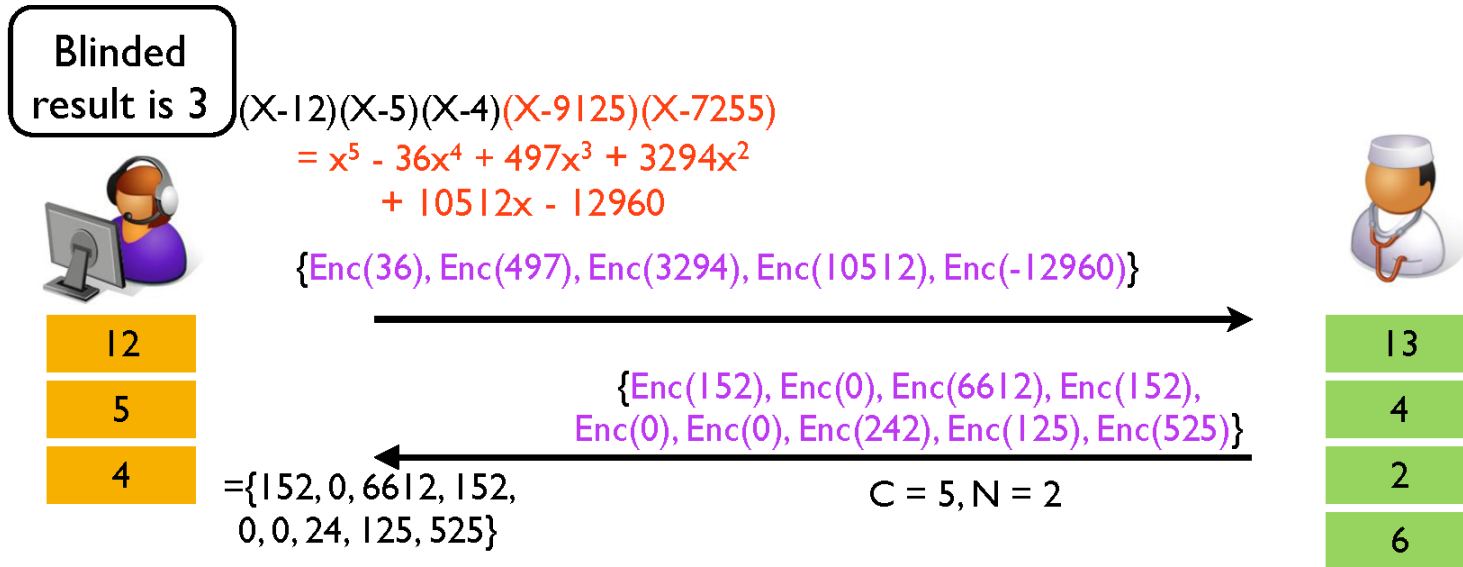 Blinded
result is 3
(X-12)(X-5)(X-4)(X-9125)(X-7255)
= x⁵ - 36x⁴ + 497x³ + 3294x²
+ 10512x - 12960
{Enc(36), Enc(497), Enc(3294), Enc(10512), Enc(-12960)}
12
5
4
13
4
2
6
{Enc(152), Enc(0), Enc(6612), Enc(152),
Enc(0), Enc(0), Enc(242), Enc(125), Enc(525)}
={152, 0, 6612, 152,
0, 0, 24, 125, 525}
C = 5, N = 2